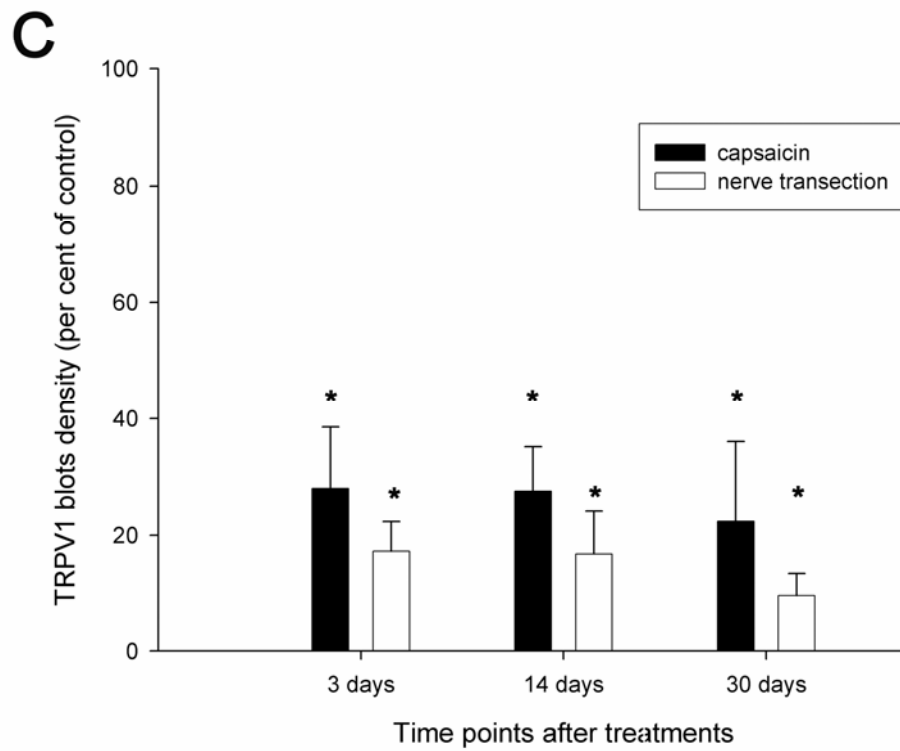 C
TRPV1 blots density (per cent of control)
100
80
60
40
20
0
capsaicin
nerve transection
* * *
* * *
3 days 14 days 30 days
Time points after treatments